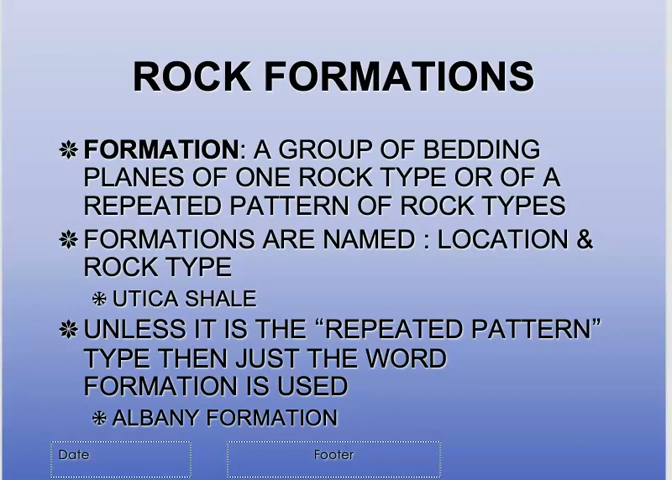 ROCK FORMATIONS
FORMATION: A GROUP OF BEDDING
PLANES OF ONE ROCK TYPE OR OF A
REPEATED PATTERN OF ROCK TYPES
FORMATIONS ARE NAMED : LOCATION &
ROCK TYPE
UTICA SHALE
UNLESS IT IS THE “REPEATED PATTERN”
TYPE THEN JUST THE WORD
FORMATION IS USED
ALBANY FORMATION
Date
Footer